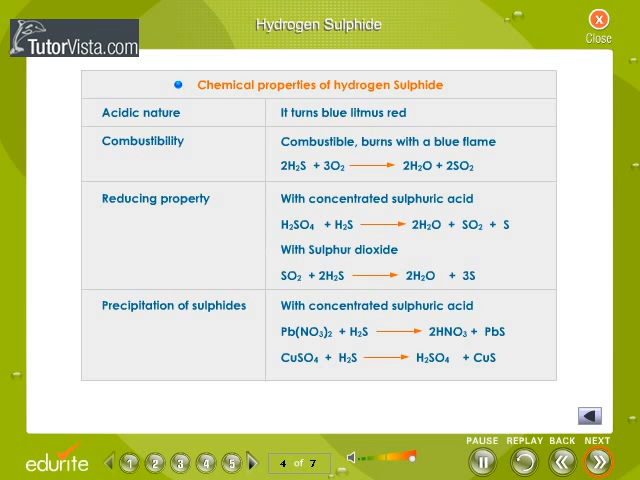 Hydrogen Sulphide
TutorVista.com
X
Close
Chemical properties of hydrogen Sulphide
Acidic nature
It turns blue litmus red
Combustibility
Combustible, burns with a blue flame
2H₂S + 3O₂ → 2H₂O + 2SO₂
Reducing property
With concentrated sulphuric acid
H₂SO₄ + H₂S → 2H₂O + SO₂ + S
With Sulphur dioxide
SO₂ + 2H₂S → 2H₂O + 3S
Precipitation of sulphides
With concentrated sulphuric acid
Pb(NO₃)₂ + H₂S → 2HNO₃ + PbS
CuSO₄ + H₂S → H₂SO₄ + CuS
PAUSE REPLAY BACK NEXT
edurite
1 2 3 4 5
4 of 7